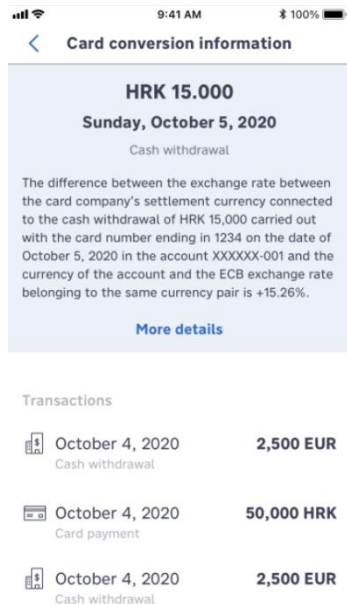 9:41 AM
100%
Card conversion information
HRK 15.000
Sunday, October 5, 2020
Cash withdrawal
The difference between the exchange rate between
the card company's settlement currency connected
to the cash withdrawal of HRK 15,000 carried out
with the card number ending in 1234 on the date of
October 5, 2020 in the account XXXXXX-001 and the
currency of the account and the ECB exchange rate
belonging to the same currency pair is +15.26%.
More details
Transactions
October 4, 2020 2,500 EUR
Cash withdrawal
October 4, 2020 50,000 HRK
Card payment
October 4, 2020 2,500 EUR
Cash withdrawal